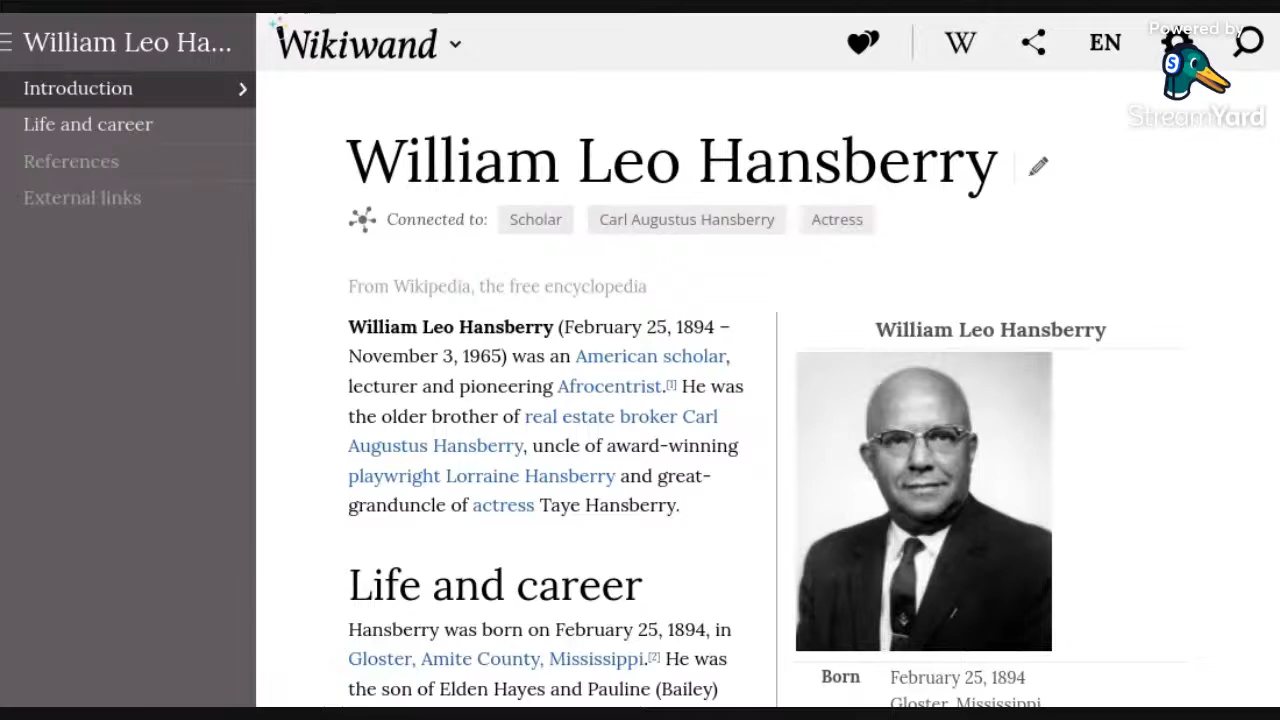 William Leo Ha...
Introduction
Life and career
References
External links
Wikiwand
W
EN
Powered by
StreamYard
William Leo Hansberry
Connected to: Scholar Carl Augustus Hansberry Actress
From Wikipedia, the free encyclopedia
William Leo Hansberry (February 25, 1894 –
November 3, 1965) was an American scholar,
lecturer and pioneering Afrocentrist.[1] He was
the older brother of real estate broker Carl
Augustus Hansberry, uncle of award-winning
playwright Lorraine Hansberry and great-
granduncle of actress Taye Hansberry.
Life and career
Hansberry was born on February 25, 1894, in
Gloster, Amite County, Mississippi.[2] He was
the son of Elden Hayes and Pauline (Bailey)
William Leo Hansberry
Born February 25, 1894
Gloster, Mississippi